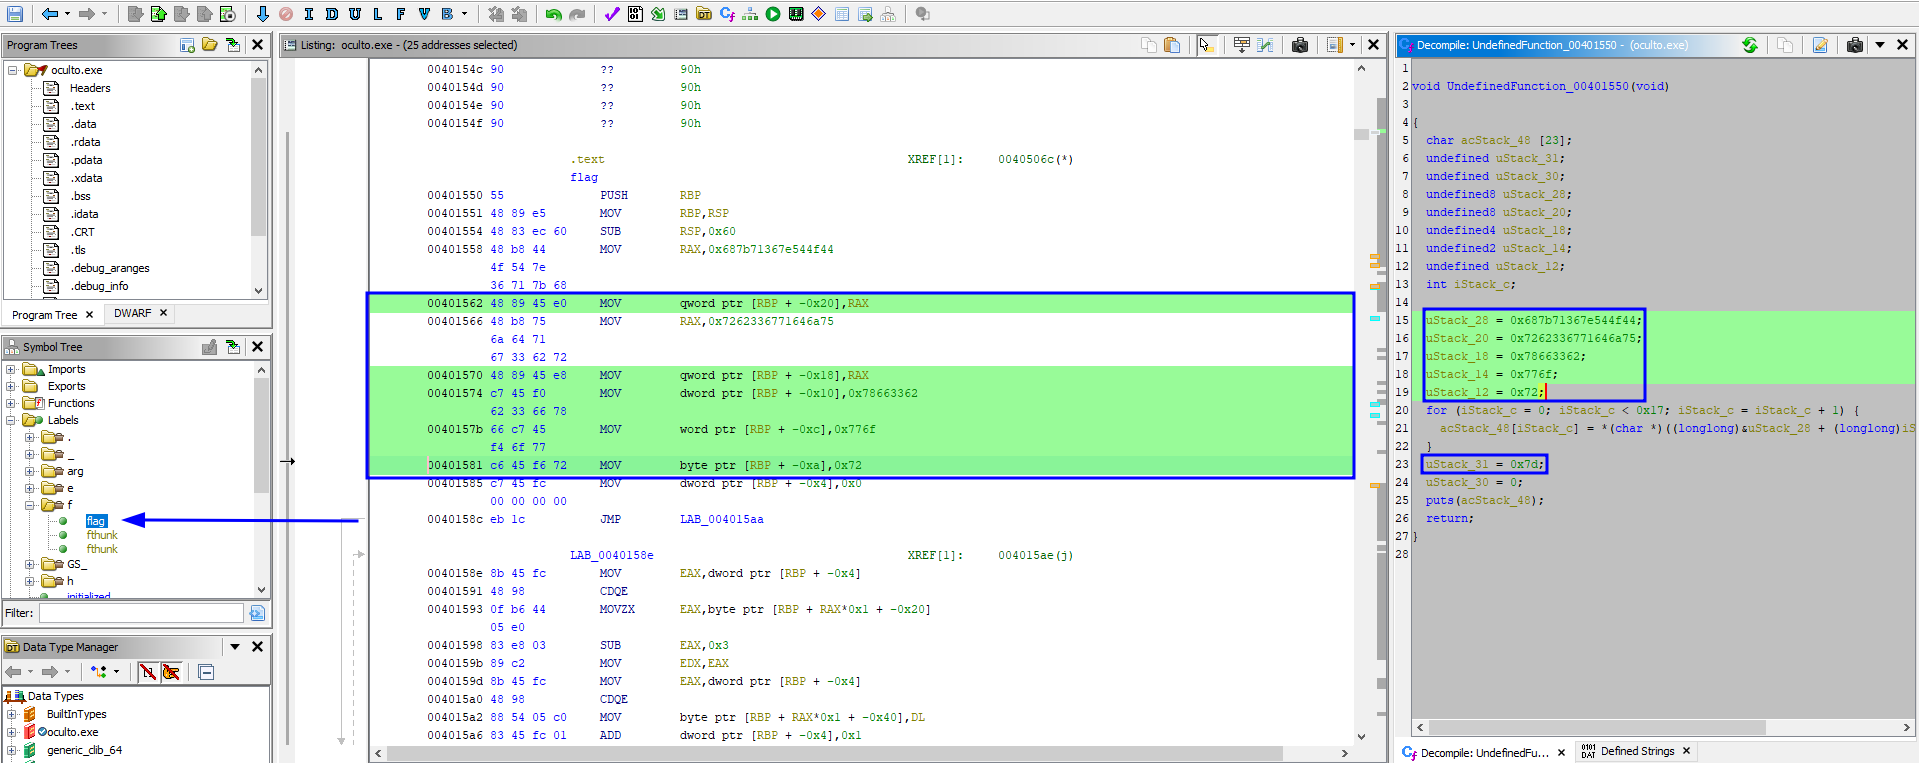 I D U L F V B
Program Trees
oculto.exe
Headers
.text
.data
.rdata
.pdata
.xdata
.bss
.idata
.CRT
.tls
.debug_aranges
.debug_info
Program Tree
DWARF
Symbol Tree
Imports
Exports
Functions
Labels
.
_
arg
e
f
flag
fthunk
fthunk
GS_
h
initialized
Filter:
Data Type Manager
Data Types
BuiltInTypes
oculto.exe
generic_clib_64
Listing: oculto.exe - (25 addresses selected)
0040154c 90 ?? 90h
0040154d 90 ?? 90h
0040154e 90 ?? 90h
0040154f 90 ?? 90h
.text XREF[1]: 0040506c(*)
flag
00401550 55 PUSH RBP
00401551 48 89 e5 MOV RBP,RSP
00401554 48 83 ec 60 SUB RSP,0x60
00401558 48 b8 44 MOV RAX,0x687b71367e544f44
4f 54 7e
36 71 7b 68
00401562 48 89 45 e0 MOV qword ptr [RBP + -0x20],RAX
00401566 48 b8 75 MOV RAX,0x7262336771646a75
6a 64 71
67 33 62 72
00401570 48 89 45 e8 MOV qword ptr [RBP + -0x18],RAX
00401574 c7 45 f0 MOV dword ptr [RBP + -0x10],0x78663362
62 33 66 78
0040157b 66 c7 45 MOV word ptr [RBP + -0xc],0x776f
f4 6f 77
00401581 c6 45 f6 72 MOV byte ptr [RBP + -0xa],0x72
00401585 c7 45 fc MOV dword ptr [RBP + -0x4],0x0
00 00 00 00
0040158c eb 1c JMP LAB_004015aa
LAB_0040158e XREF[1]: 004015ae(j)
0040158e 8b 45 fc MOV EAX,dword ptr [RBP + -0x4]
00401591 48 98 CDQE
00401593 0f b6 44 MOVZX EAX,byte ptr [RBP + RAX*0x1 + -0x20]
05 e0
00401598 83 e8 03 SUB EAX,0x3
0040159b 89 c2 MOV EDX,EAX
0040159d 8b 45 fc MOV EAX,dword ptr [RBP + -0x4]
004015a0 48 98 CDQE
004015a2 88 54 05 c0 MOV byte ptr [RBP + RAX*0x1 + -0x40],DL
004015a6 83 45 fc 01 ADD dword ptr [RBP + -0x4],0x1
Decompile: UndefinedFunction_00401550 - (oculto.exe)
1
2 void UndefinedFunction_00401550(void)
3
4 {
5 char acStack_48 [23];
6 undefined uStack_31;
7 undefined uStack_30;
8 undefined8 uStack_28;
9 undefined8 uStack_20;
10 undefined4 uStack_18;
11 undefined2 uStack_14;
12 undefined uStack_12;
13 int iStack_c;
14
15 uStack_28 = 0x687b71367e544f44;
16 uStack_20 = 0x7262336771646a75;
17 uStack_18 = 0x78663362;
18 uStack_14 = 0x776f;
19 uStack_12 = 0x72;
20 for (iStack_c = 0; iStack_c < 0x17; iStack_c = iStack_c + 1) {
21 acStack_48[iStack_c] = *(char *)((longlong)&uStack_28 + (longlong)iS
22 }
23 uStack_31 = 0x7d;
24 uStack_30 = 0;
25 puts(acStack_48);
26 return;
27 }
28
Decompile: UndefinedFu...
Defined Strings